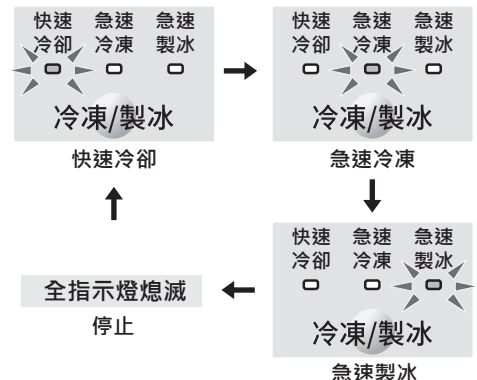 快速 急速 急速
冷卻 冷凍 製冰
冷凍/製冰
快速冷卻
快速 急速 急速
冷卻 冷凍 製冰
冷凍/製冰
急速冷凍
快速 急速 急速
冷卻 冷凍 製冰
冷凍/製冰
急速製冰
全指示燈熄滅
停止